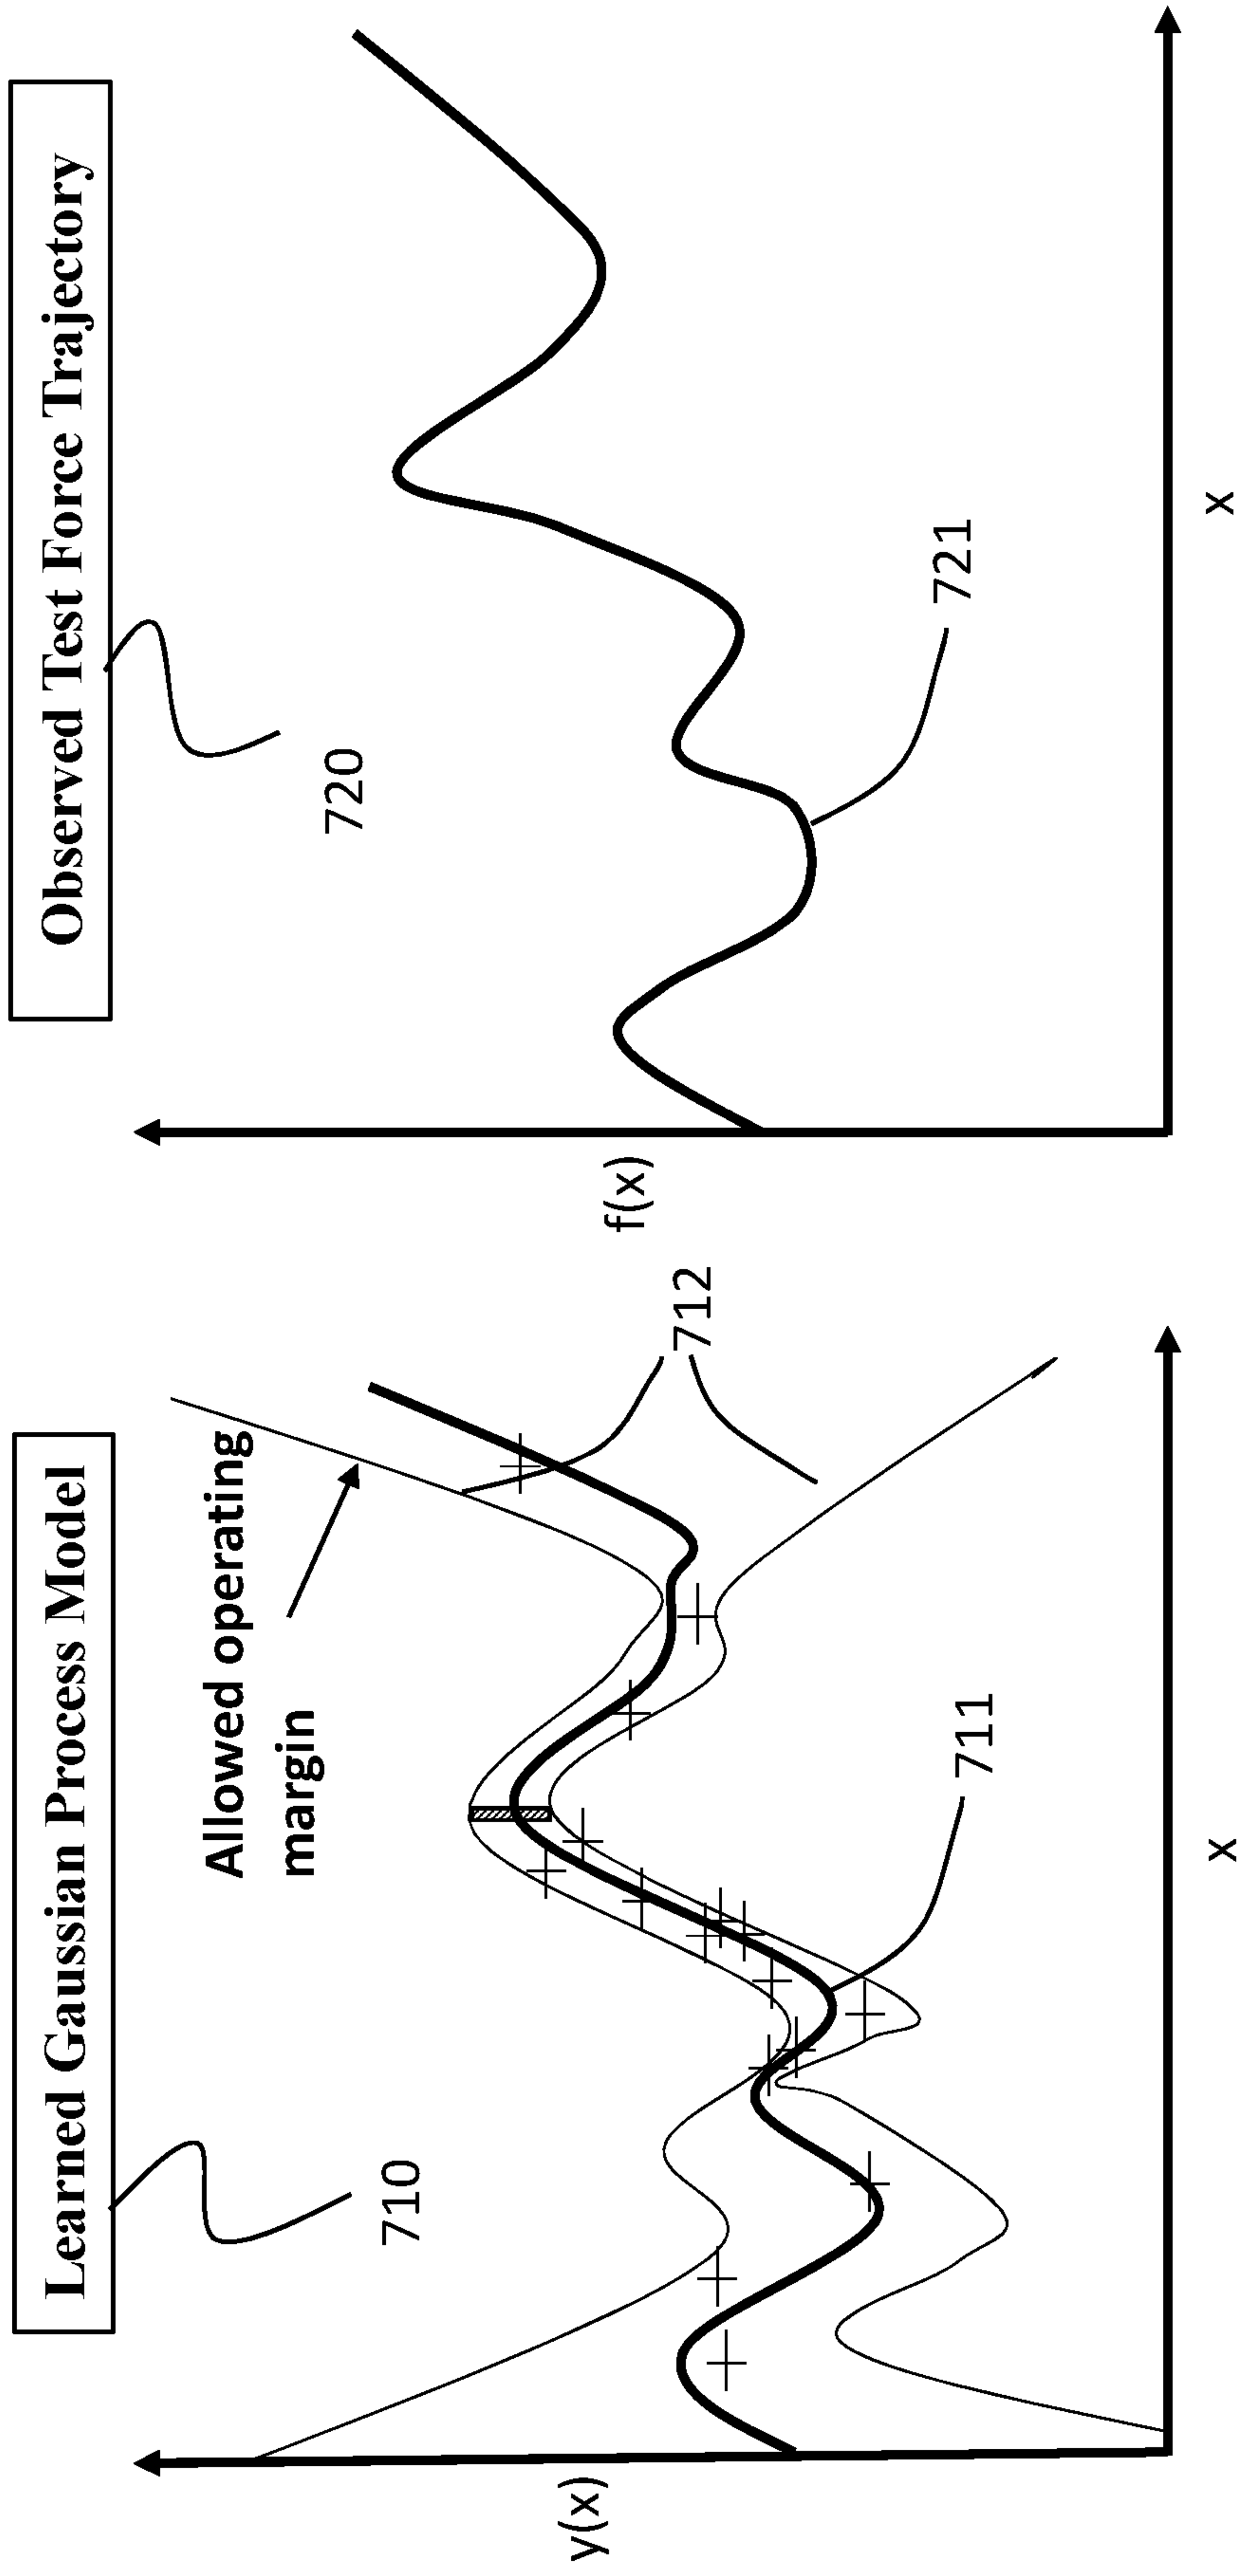 Learned Gaussian Process Model
710
Allowed operating
margin
712
711
y(x)
x
Observed Test Force Trajectory
720
721
f(x)
x